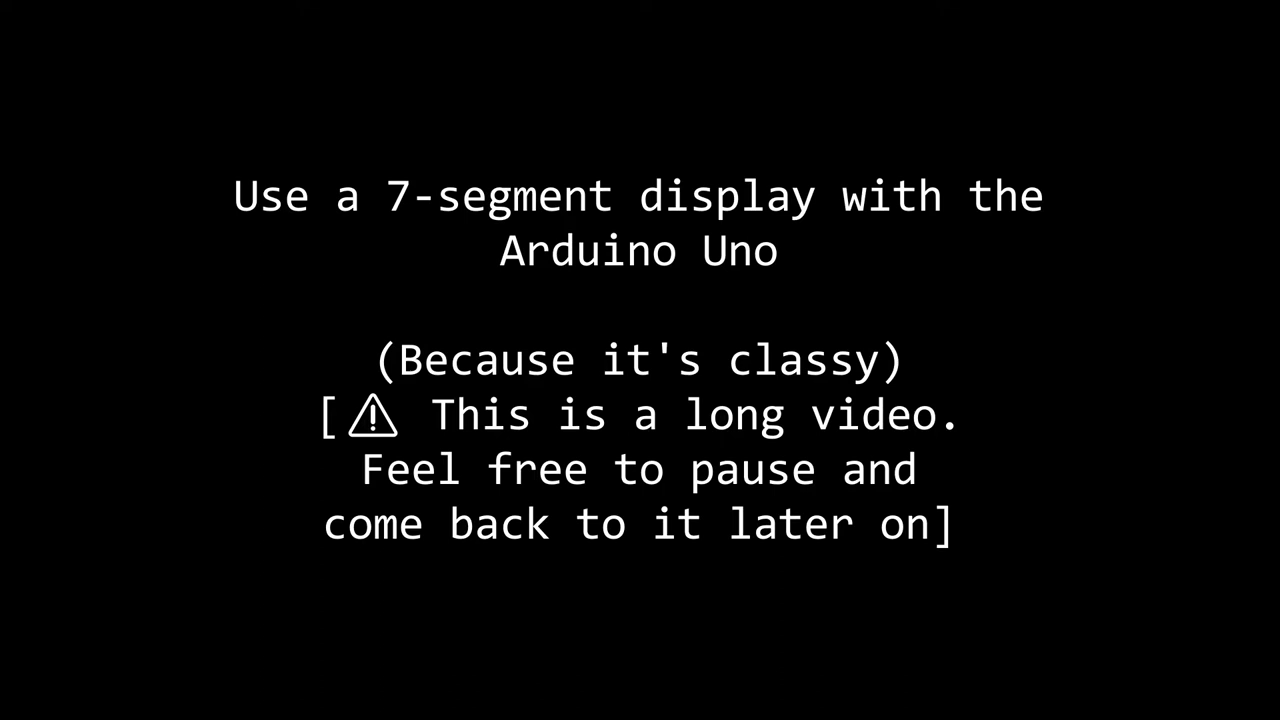 Use a 7-segment display with the
Arduino Uno
(Because it's classy)
[⚠ This is a long video.
Feel free to pause and
come back to it later on]